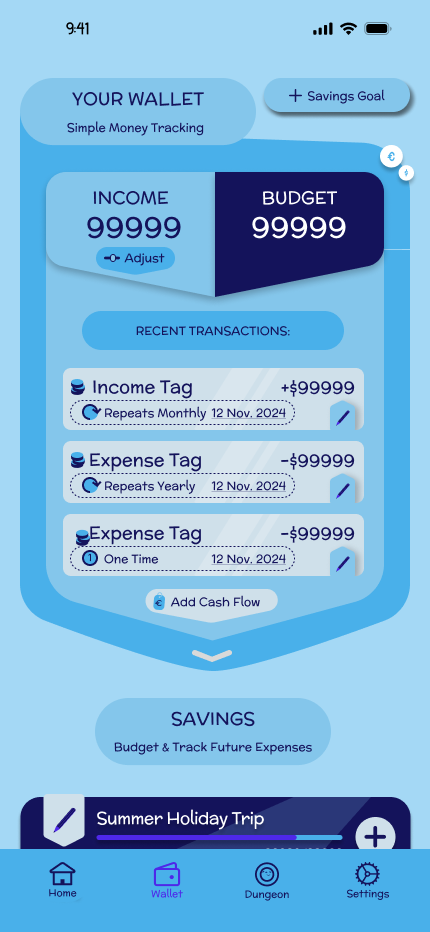 9:41
YOUR WALLET
Simple Money Tracking
+ Savings Goal
€
INCOME
99999
Adjust
BUDGET
99999
RECENT TRANSACTIONS:
Income Tag +$99999
Repeats Monthly 12 Nov. 2024
Expense Tag -$99999
Repeats Yearly 12 Nov. 2024
Expense Tag -$99999
1 One Time 12 Nov. 2024
€ Add Cash Flow
SAVINGS
Budget & Track Future Expenses
Summer Holiday Trip
Home
Wallet
Dungeon
Settings